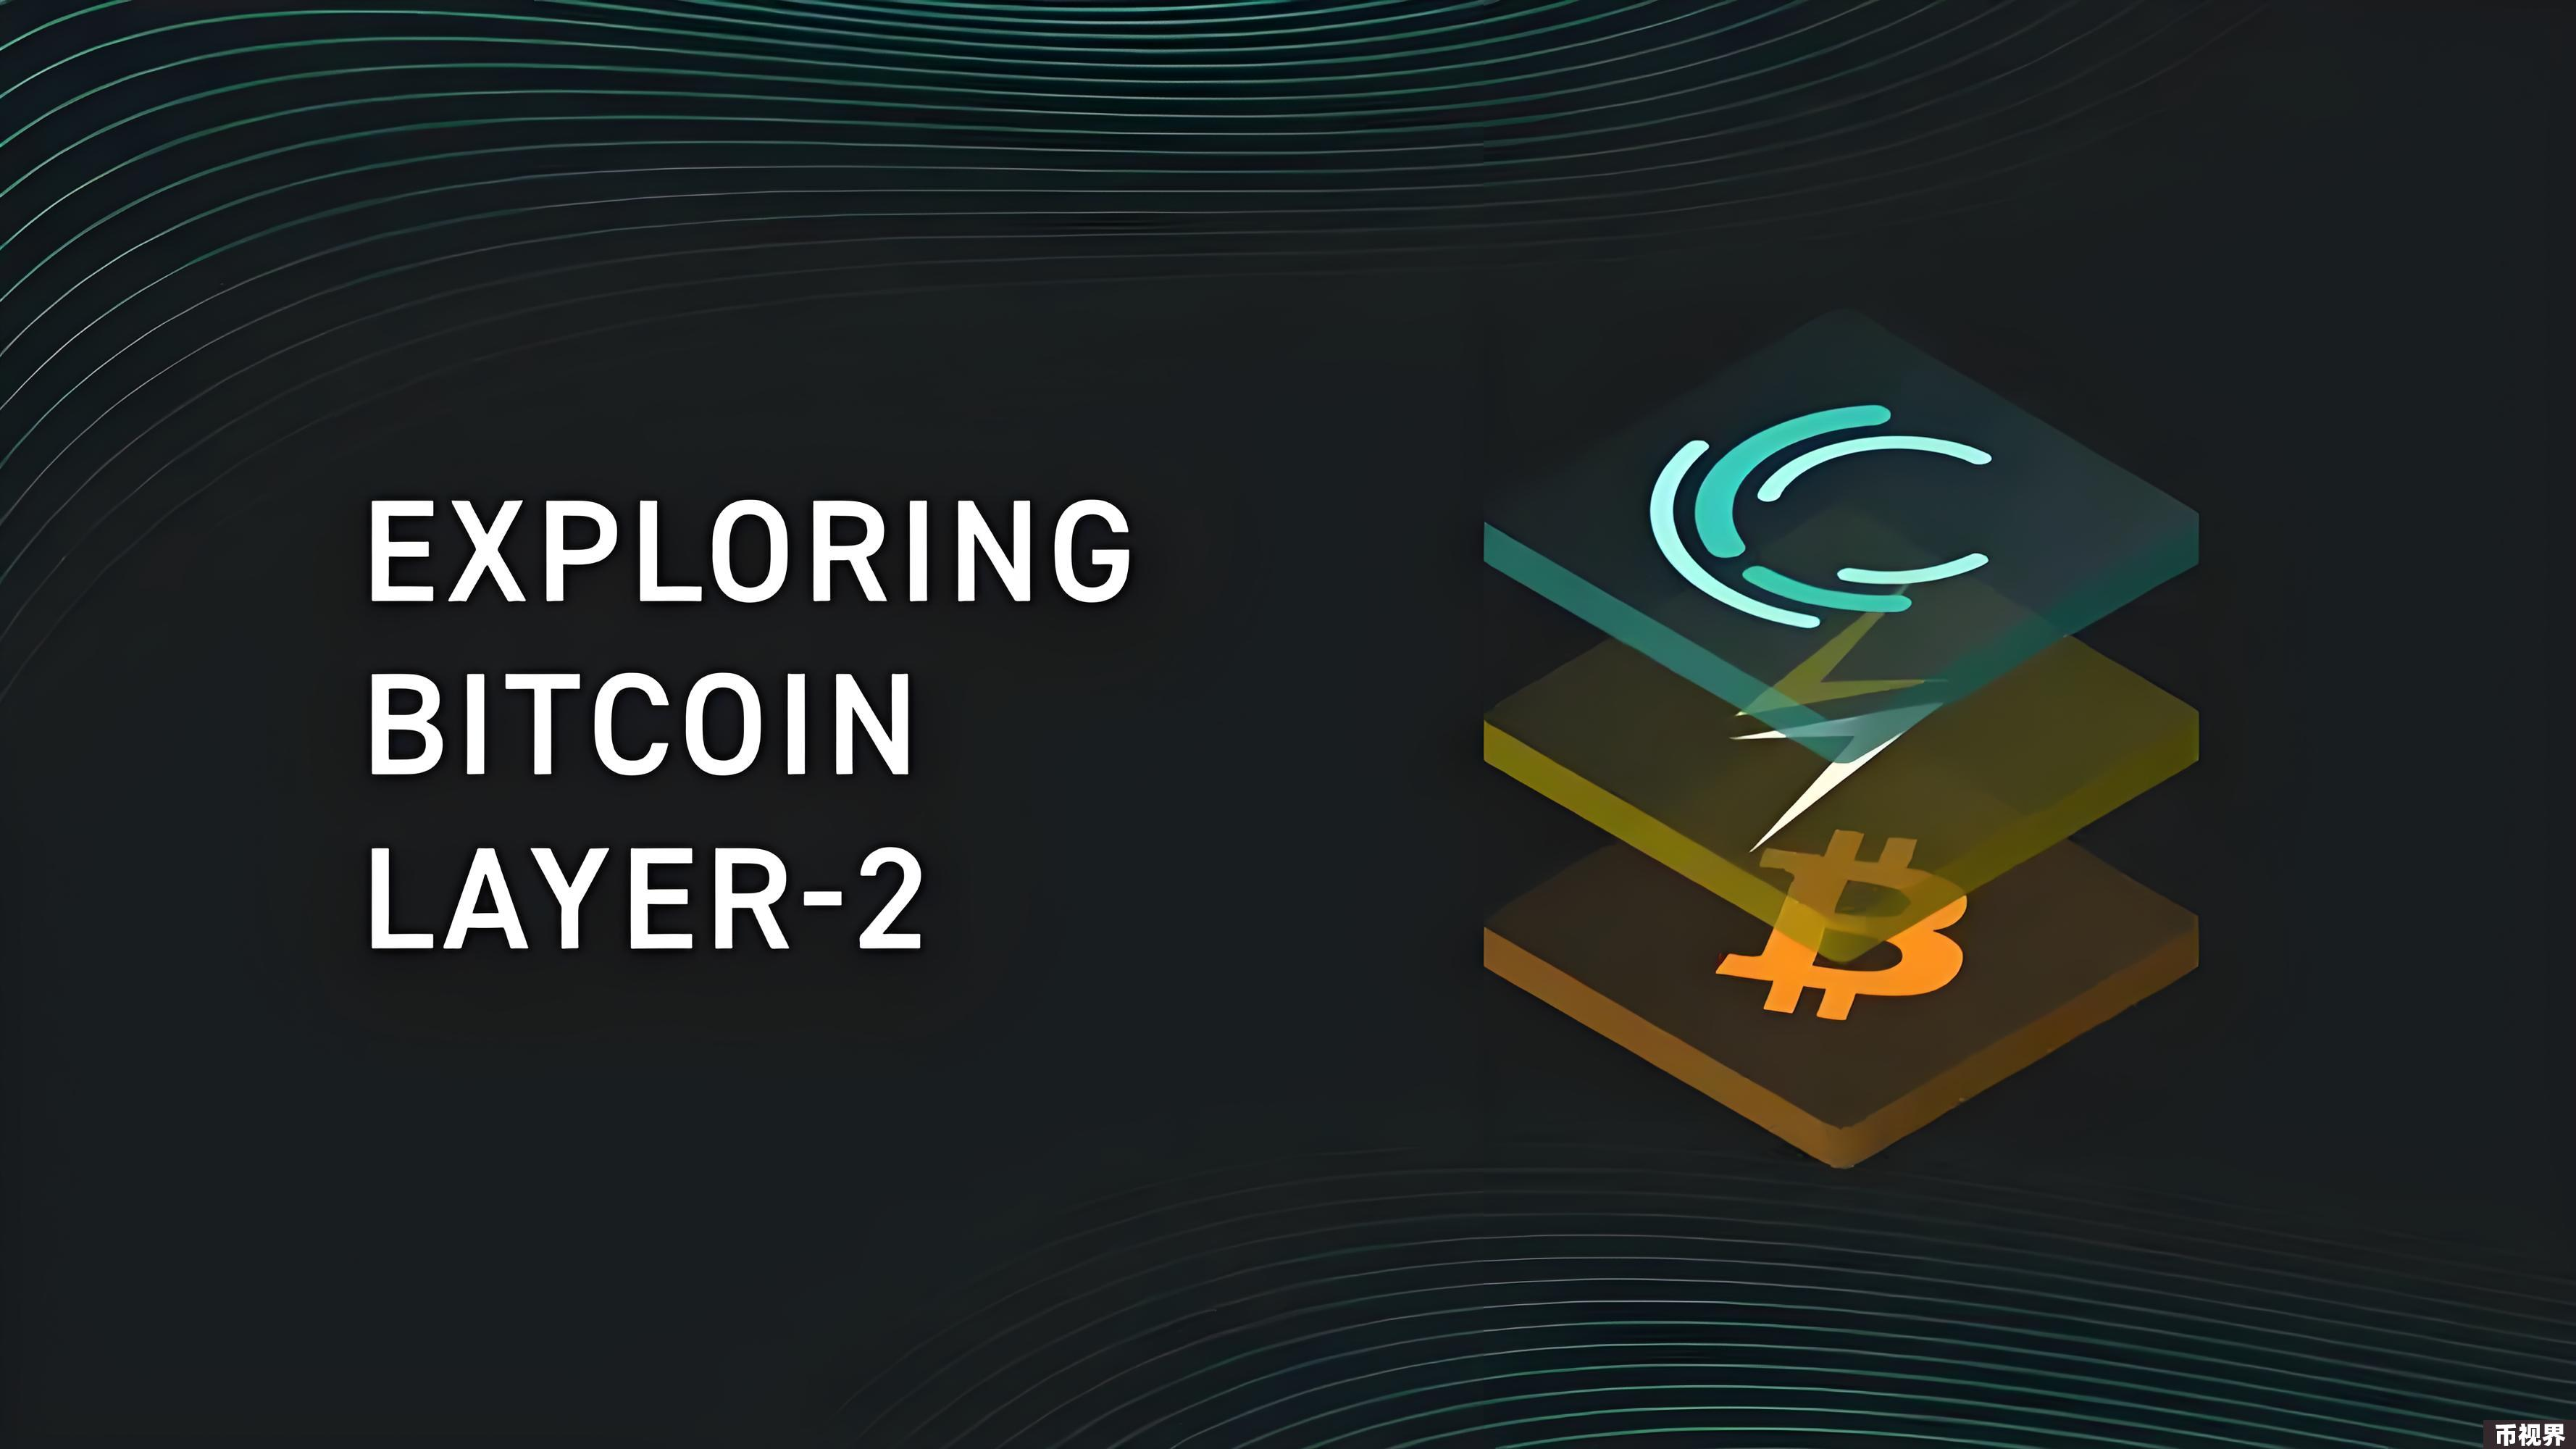 EXPLORING
BITCOIN
LAYER-2
币视界